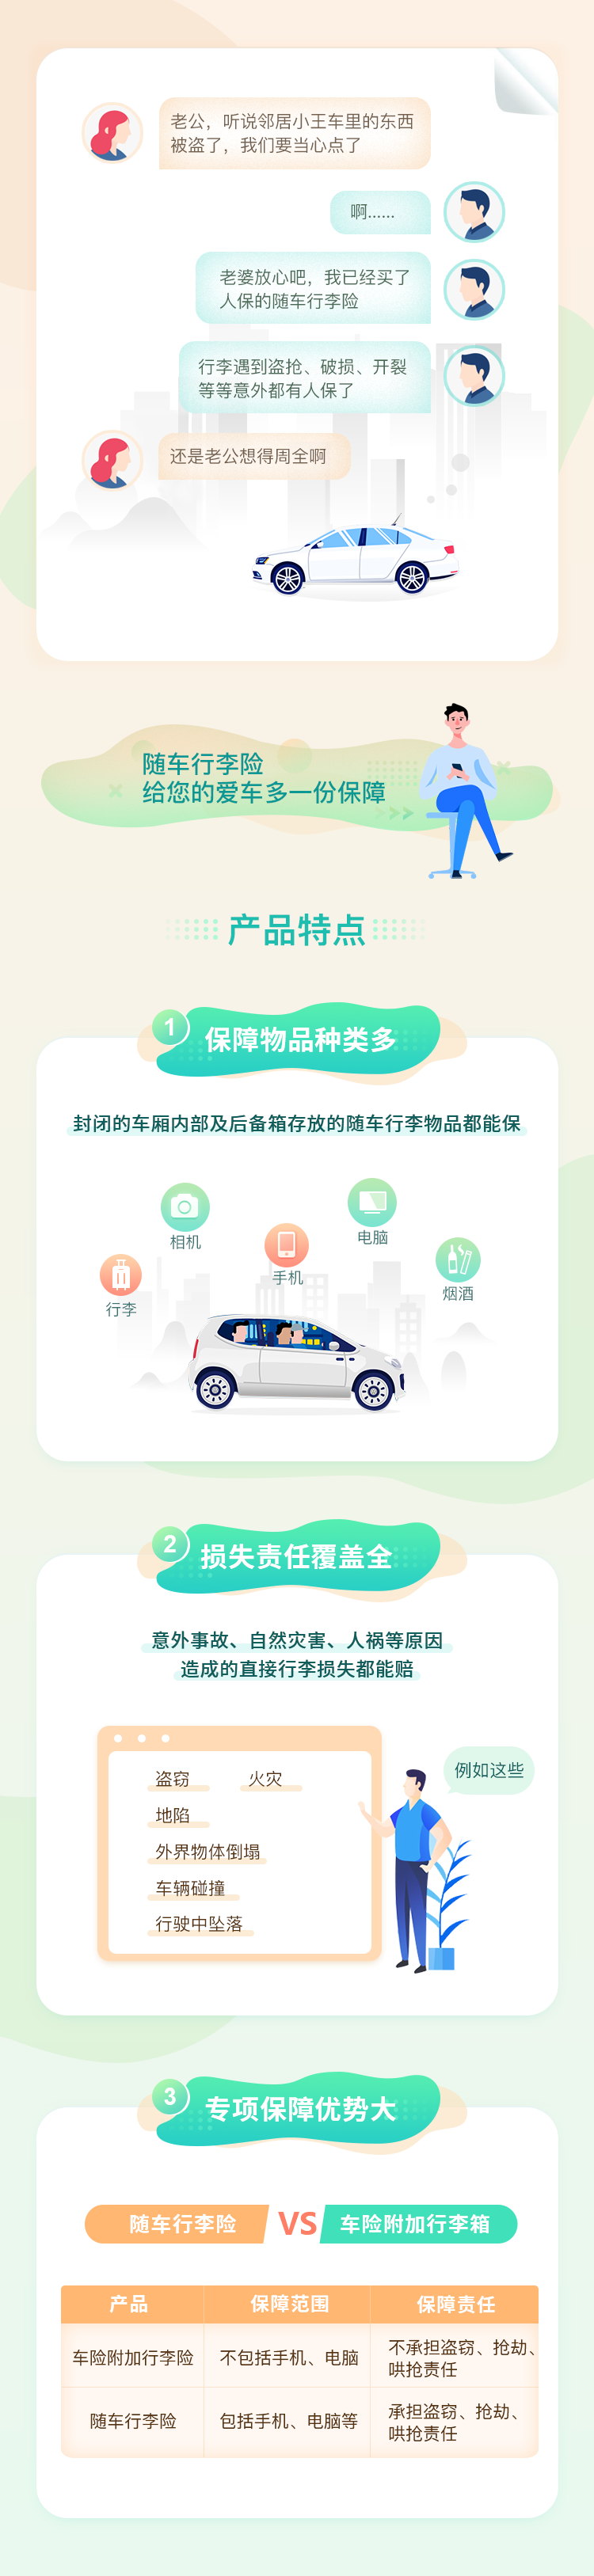 老公，听说邻居小王车里的东西
被盗了，我们要当心点了
啊......
老婆放心吧，我已经买了
人保的随车行李险
行李遇到盗抢、破损、开裂
等等意外都有人保了
还是老公想得周全啊
随车行李险
给您的爱车多一份保障
产品特点
1 保障物品种类多
封闭的车厢内部及后备箱存放的随车行李物品都能保
相机
电脑
手机
行李
烟酒
2 损失责任覆盖全
意外事故、自然灾害、人祸等原因
造成的直接行李损失都能赔
例如这些
盗窃 火灾
地陷
外界物体倒塌
车辆碰撞
行驶中坠落
3 专项保障优势大
随车行李险 VS 车险附加行李箱
产品 保障范围 保障责任
车险附加行李险 不包括手机、电脑 不承担盗窃、抢劫、
哄抢责任
随车行李险 包括手机、电脑等 承担盗窃、抢劫、
哄抢责任